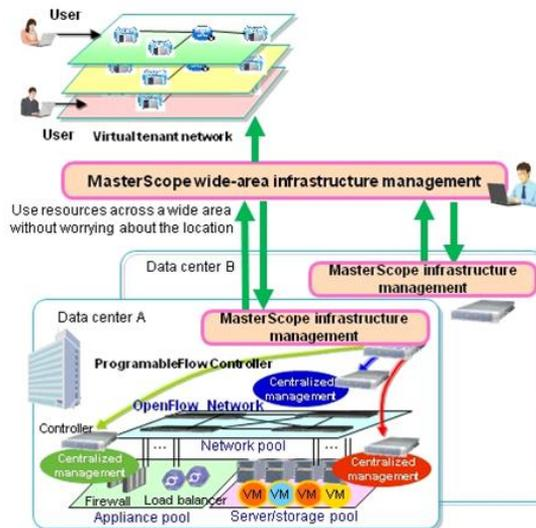 User
User
Virtual tenant network
MasterScope wide-area infrastructure management
Use resources across a wide area
without worrying about the location
Data center B
MasterScope infrastructure
management
Data center A
MasterScope infrastructure
management
ProgramableFlow Controller
Centralized
management
OpenFlow Network
Controller
Network pool
Centralized
management
Centralized
management
Firewall
Load balancer
VM
VM
VM
VM
Appliance pool
Server/storage pool